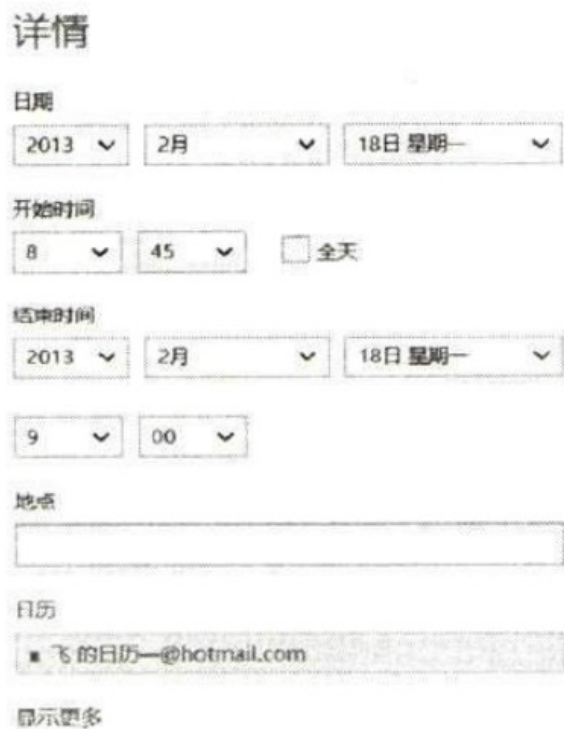 详情
日期
2013 2月 18日 星期一
开始时间
8 45 全天
结束时间
2013 2月 18日 星期一
9 00
地点
日历
飞 的日历—@hotmail.com
显示更多